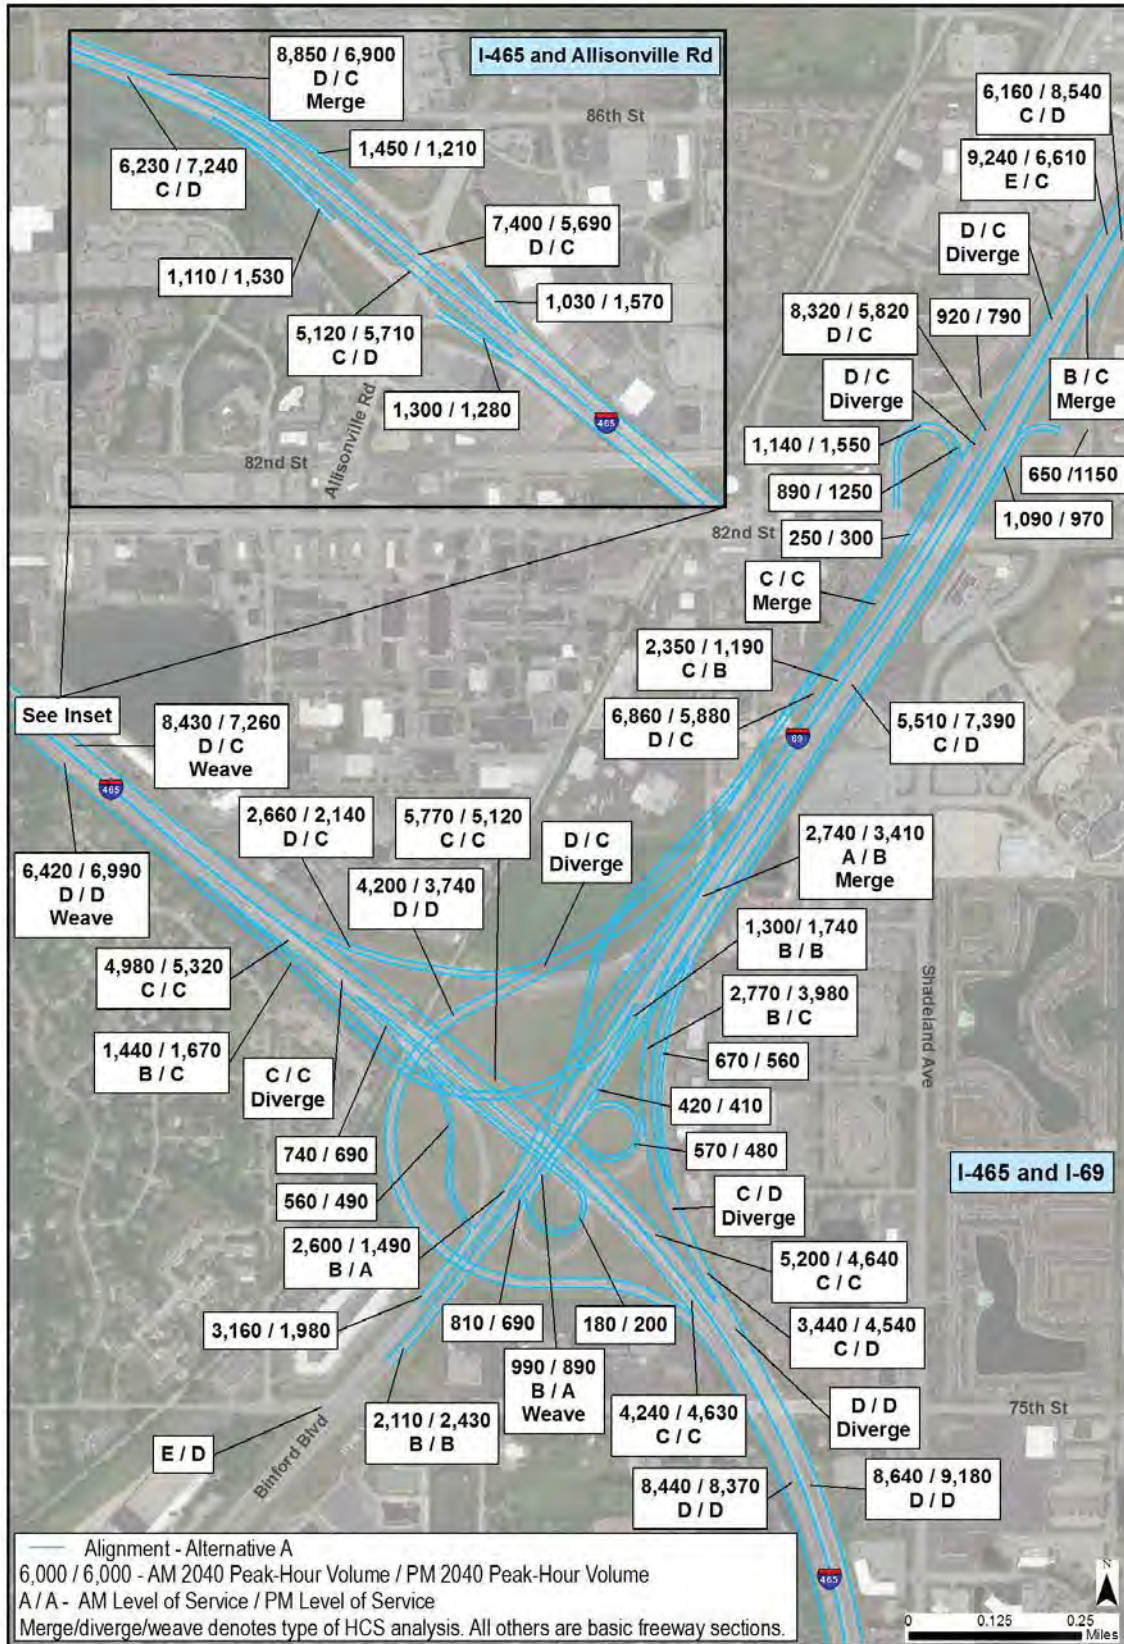 I-465 and Allisonville Rd
8,850 / 6,900
D / C
Merge
86th St
6,230 / 7,240
C / D
1,450 / 1,210
7,400 / 5,690
D / C
1,110 / 1,530
1,030 / 1,570
5,120 / 5,710
C / D
1,300 / 1,280
Allisonville Rd
82nd St
465
6,160 / 8,540
C / D
9,240 / 6,610
E / C
D / C
Diverge
8,320 / 5,820
D / C
920 / 790
D / C
Diverge
B / C
Merge
1,140 / 1,550
650 /1150
890 / 1250
1,090 / 970
82nd St
250 / 300
C / C
Merge
2,350 / 1,190
C / B
6,860 / 5,880
D / C
5,510 / 7,390
C / D
69
See Inset
8,430 / 7,260
D / C
Weave
465
2,660 / 2,140
D / C
5,770 / 5,120
C / C
D / C
Diverge
2,740 / 3,410
A / B
Merge
6,420 / 6,990
D / D
Weave
4,200 / 3,740
D / D
1,300/ 1,740
B / B
4,980 / 5,320
C / C
2,770 / 3,980
B / C
Shadeland Ave
1,440 / 1,670
B / C
670 / 560
C / C
Diverge
420 / 410
740 / 690
570 / 480
I-465 and I-69
560 / 490
C / D
Diverge
2,600 / 1,490
B / A
5,200 / 4,640
C / C
3,160 / 1,980
810 / 690
180 / 200
3,440 / 4,540
C / D
990 / 890
B / A
Weave
2,110 / 2,430
B / B
4,240 / 4,630
C / C
D / D
Diverge
75th St
E / D
Binford Blvd
8,440 / 8,370
D / D
8,640 / 9,180
D / D
465
Alignment - Alternative A
6,000 / 6,000 - AM 2040 Peak-Hour Volume / PM 2040 Peak-Hour Volume
A / A - AM Level of Service / PM Level of Service
Merge/diverge/weave denotes type of HCS analysis. All others are basic freeway sections.
N
0 0.125 0.25
Miles